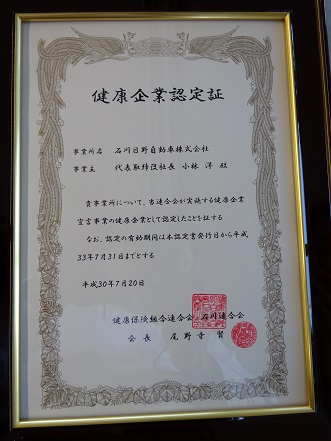 健康企業認定証
事業所名 石川日野自動車株式会社
事業主 代表取締役社長 小林 洋 殿
貴事業所について、当連合会が実施する健康企業
宣言事業の健康企業として認定したことを証する
なお、認定の有効期間は本認定書発行日から平成
33年7月31日までとする
平成30年7月20日
健康保険組合連合会 石川連合会
会長 尾野寺 賢